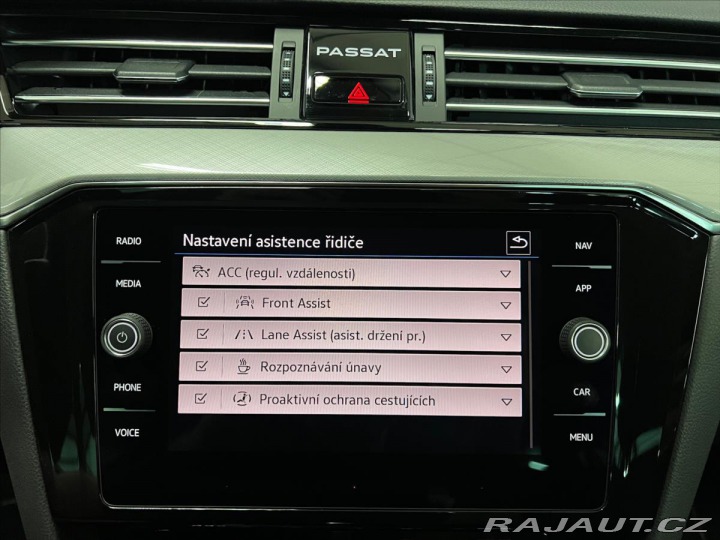 PASSAT
RADIO
MEDIA
PHONE
VOICE
Nastavení asistence řidiče
ACC (regul. vzdálenosti)
Front Assist
Lane Assist (asist. držení pr.)
Rozpoznávání únavy
Proaktivní ochrana cestujících
NAV
APP
CAR
MENU
RAJAUT.CZ